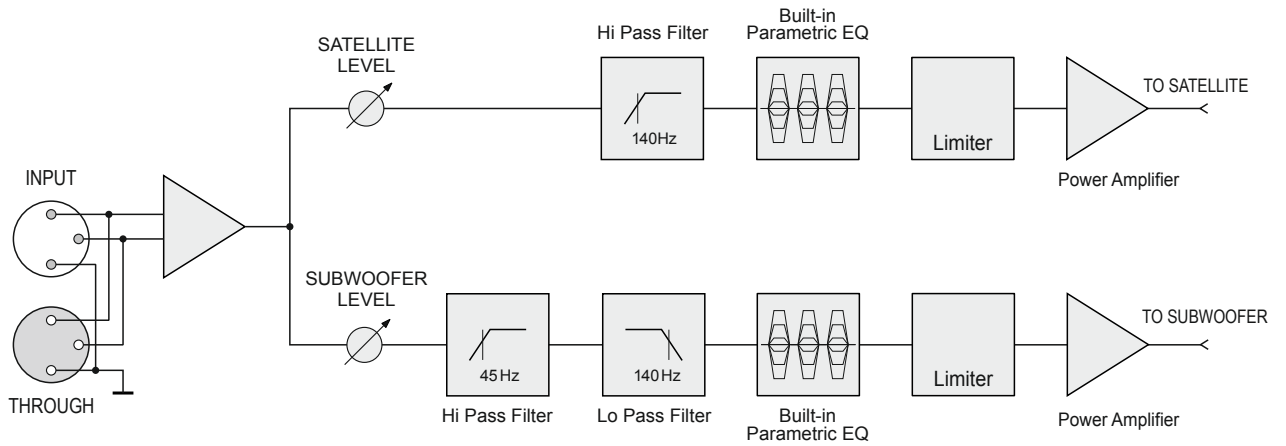 Built-in
Parametric EQ
Hi Pass Filter
SATELLITE
LEVEL
TO SATELLITE
140Hz
Limiter
Power Amplifier
INPUT
SUBWOOFER
LEVEL
TO SUBWOOFER
45Hz
140Hz
Limiter
THROUGH
Hi Pass Filter
Lo Pass Filter
Built-in
Parametric EQ
Power Amplifier